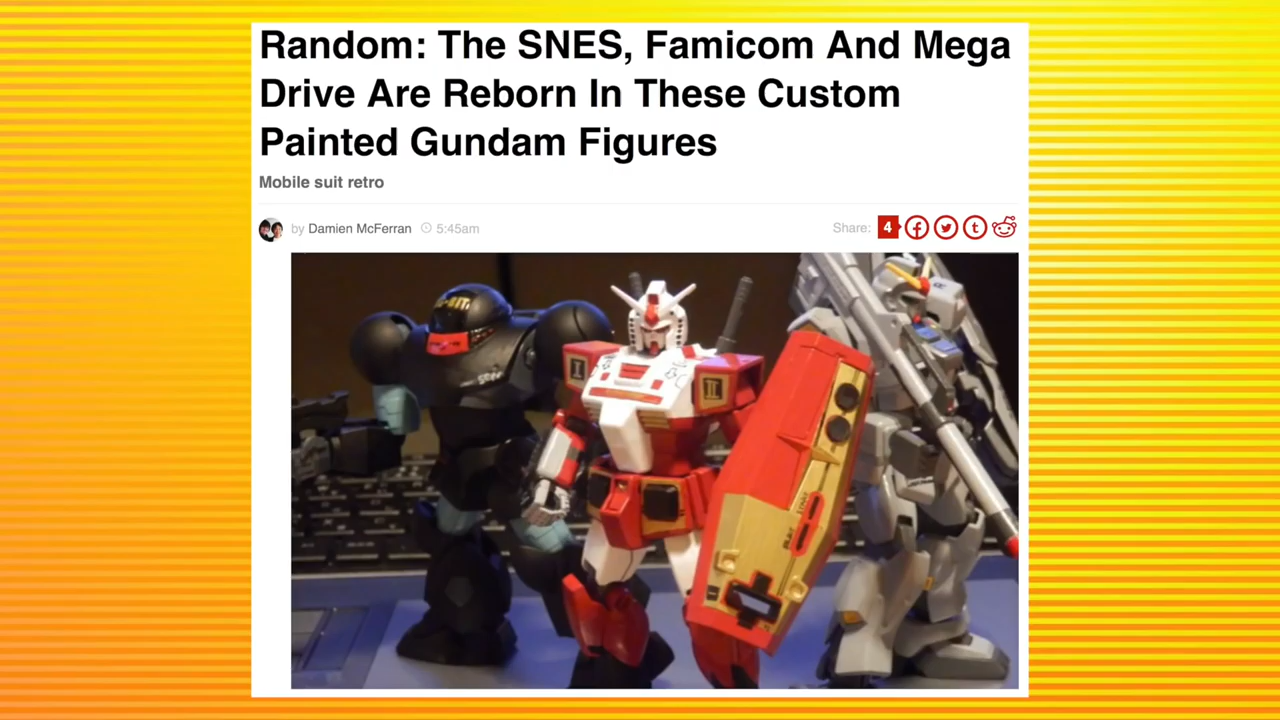 Random: The SNES, Famicom And Mega
Drive Are Reborn In These Custom
Painted Gundam Figures
Mobile suit retro
by Damien McFerran 5:45am
Share: 4
I
II